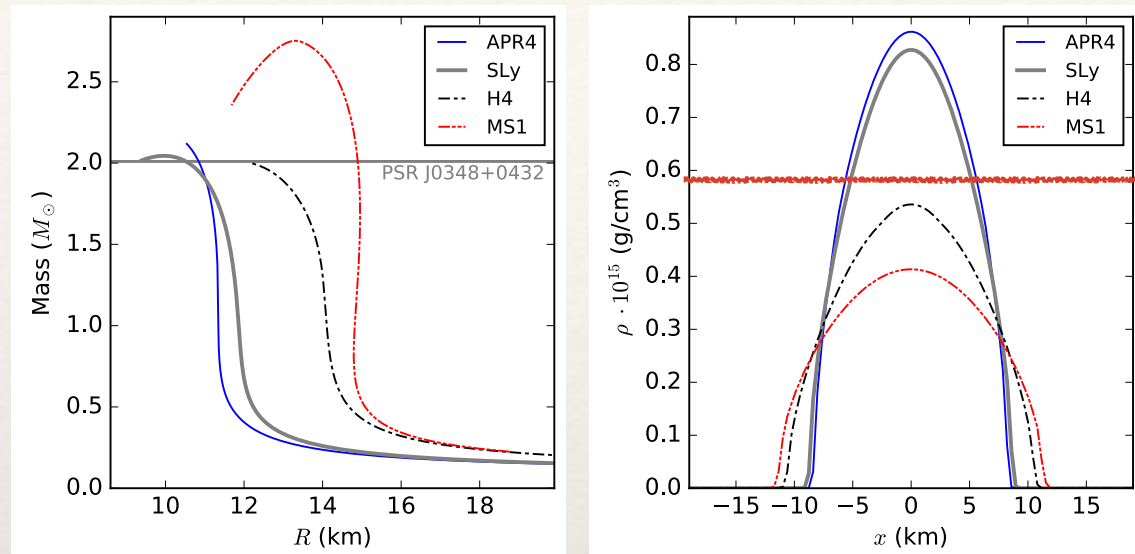 APR4
SLy
H4
MS1
PSR J0348+0432
2.5
2.0
1.5
1.0
0.5
0.0
Mass (M⊙)
10 12 14 16 18
R (km)
APR4
SLy
H4
MS1
0.8
0.7
0.6
0.5
0.4
0.3
0.2
0.1
0.0
ρ · 10¹⁵ (g/cm³)
−15 −10 −5 0 5 10 15
x (km)